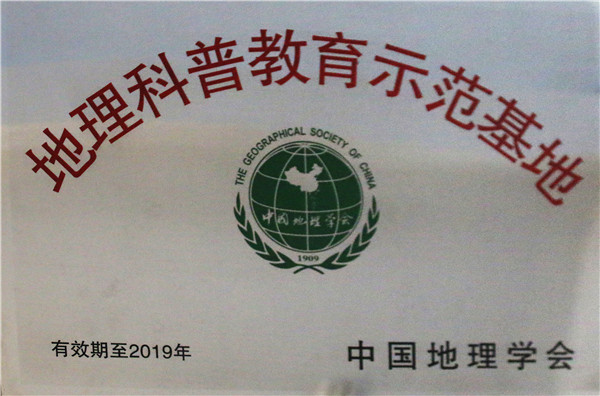 地理科普教育示范基地
THE GEOGRAPHICAL SOCIETY OF CHINA
中国地理学会
1909
有效期至2019年
中国地理学会